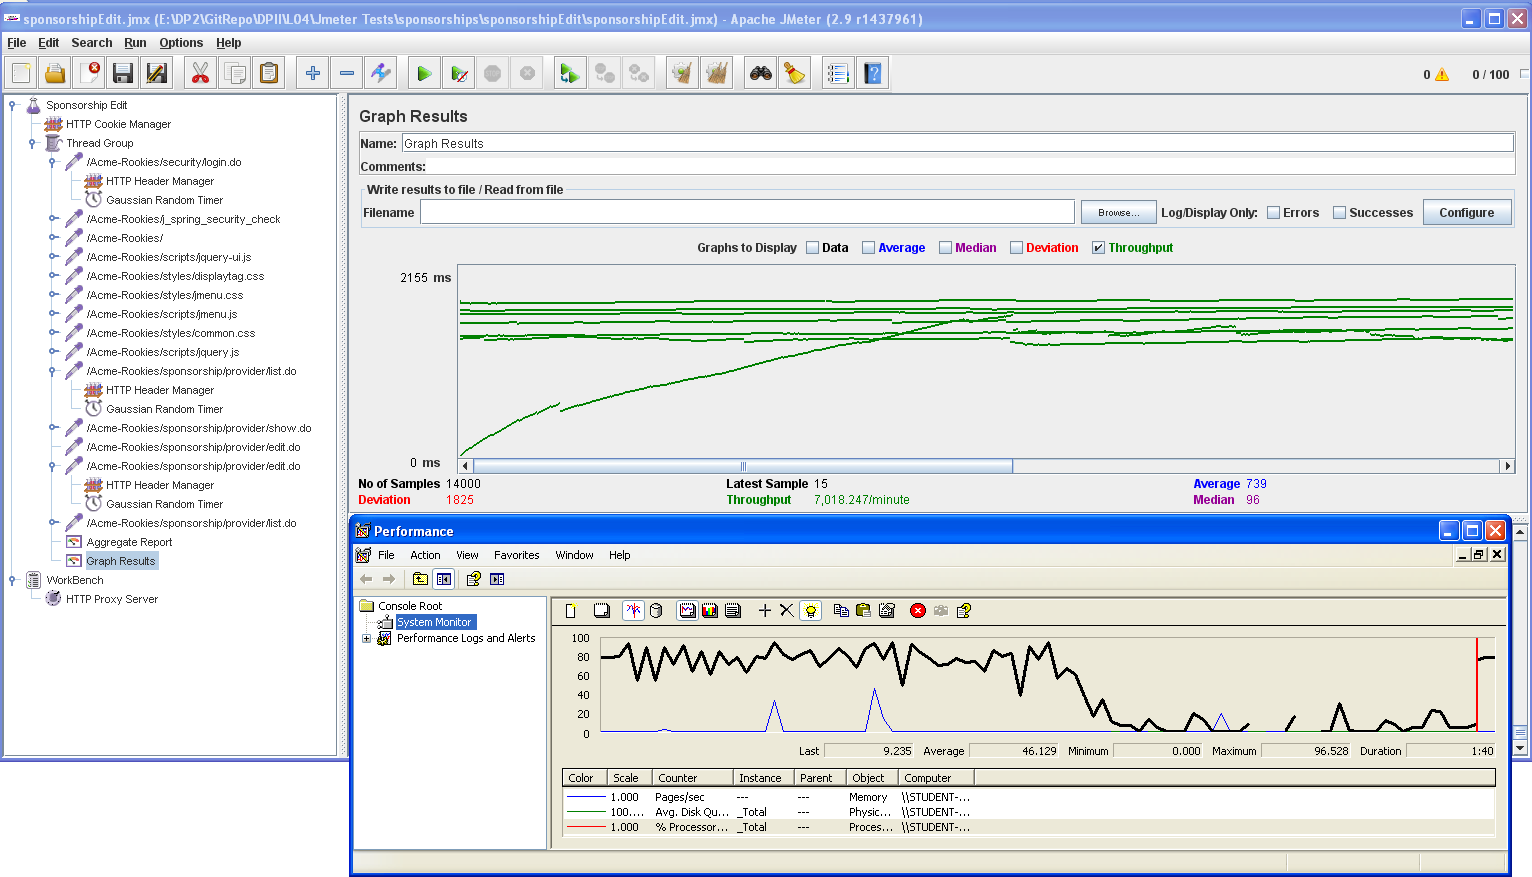 sponsorshipEdit.jmx (E:\DP2\GitRepo\DPII\L04\Jmeter Tests\sponsorships\sponsorshipEdit\sponsorshipEdit.jmx) - Apache JMeter (2.9 r1437961)
File Edit Search Run Options Help
0 0 / 100
Sponsorship Edit
HTTP Cookie Manager
Thread Group
/Acme-Rookies/security/login.do
HTTP Header Manager
Gaussian Random Timer
/Acme-Rookies/j_spring_security_check
/Acme-Rookies/
/Acme-Rookies/scripts/jquery-ui.js
/Acme-Rookies/styles/displaytag.css
/Acme-Rookies/styles/jmenu.css
/Acme-Rookies/scripts/jmenu.js
/Acme-Rookies/styles/common.css
/Acme-Rookies/scripts/jquery.js
/Acme-Rookies/sponsorship/provider/list.do
HTTP Header Manager
Gaussian Random Timer
/Acme-Rookies/sponsorship/provider/show.do
/Acme-Rookies/sponsorship/provider/edit.do
/Acme-Rookies/sponsorship/provider/edit.do
HTTP Header Manager
Gaussian Random Timer
/Acme-Rookies/sponsorship/provider/list.do
Aggregate Report
Graph Results
WorkBench
HTTP Proxy Server
Graph Results
Name: Graph Results
Comments:
Write results to file / Read from file
Filename Browse... Log/Display Only: Errors Successes Configure
Graphs to Display Data Average Median Deviation Throughput
2155 ms
0 ms
No of Samples 14000 Latest Sample 15 Average 739
Deviation 1825 Throughput 7,018.247/minute Median 96
Performance
File Action View Favorites Window Help
Console Root
System Monitor
Performance Logs and Alerts
100
80
60
40
20
0
Last 9.235 Average 46.129 Minimum 0.000 Maximum 96.528 Duration 1:40
Color Scale Counter Instance Parent Object Computer
1.000 Pages/sec --- --- Memory \\STUDENT-...
100.... Avg. Disk Qu... _Total --- Physic... \\STUDENT-...
1.000 % Processor... _Total --- Proces... \\STUDENT-...